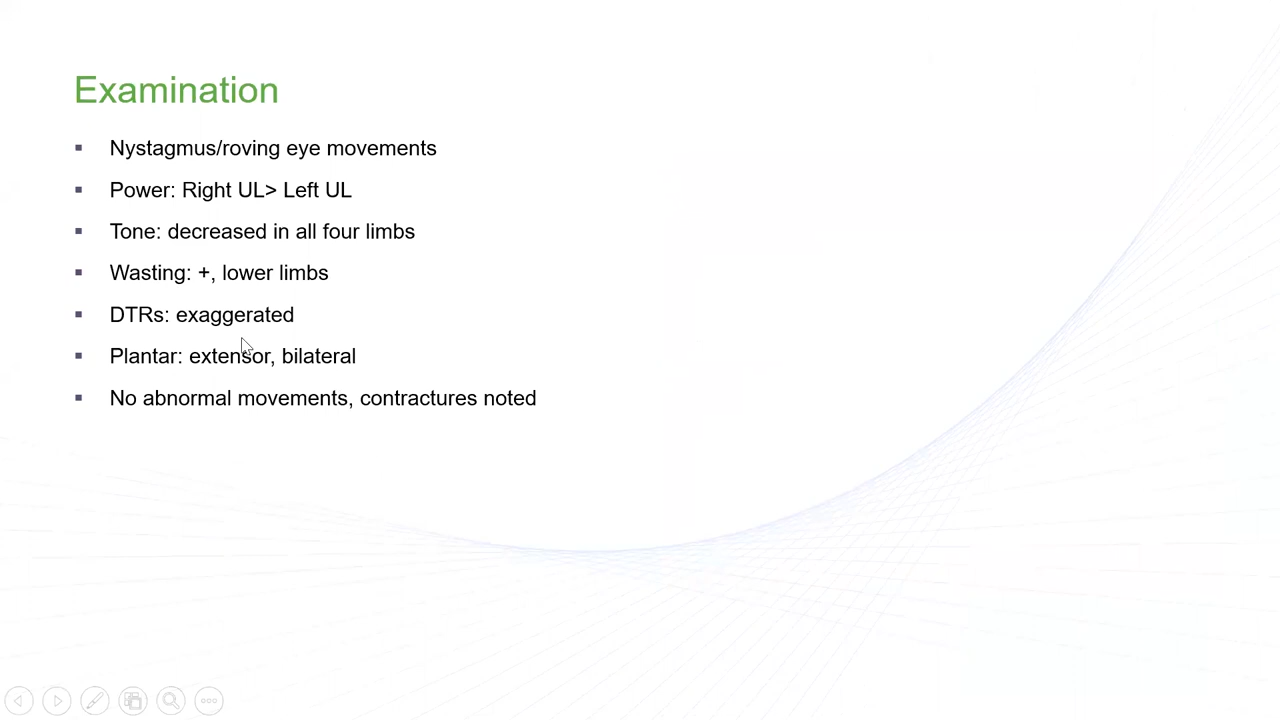 Examination
Nystagmus/roving eye movements
Power: Right UL> Left UL
Tone: decreased in all four limbs
Wasting: +, lower limbs
DTRs: exaggerated
Plantar: extensor, bilateral
No abnormal movements, contractures noted